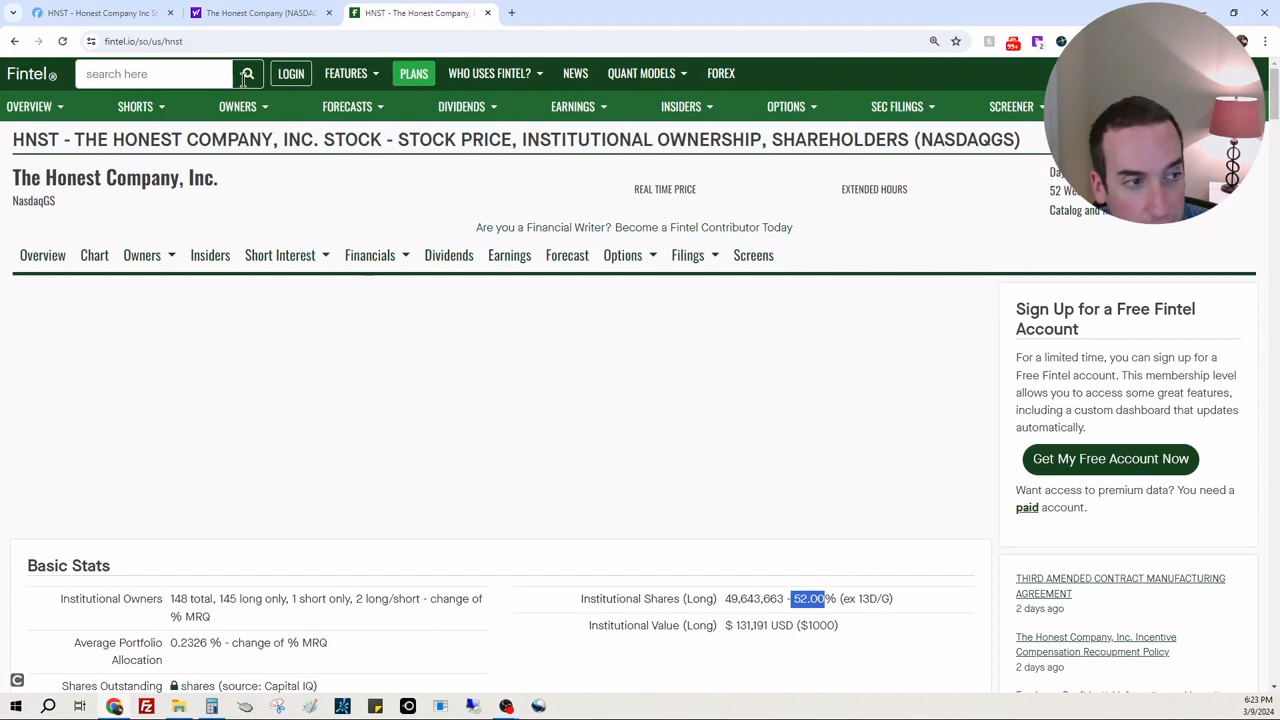 HNST - Honest Company Inc S
The Honest Company (NASDAQ
HNST - The Honest Company,
fintel.io/so/us/hnst
99+
2
Fintel
search here
LOGIN
FEATURES
PLANS
WHO USES FINTEL?
NEWS
QUANT MODELS
FOREX
OVERVIEW
SHORTS
OWNERS
FORECASTS
DIVIDENDS
EARNINGS
INSIDERS
OPTIONS
SEC FILINGS
SCREENER
HNST - THE HONEST COMPANY, INC. STOCK - STOCK PRICE, INSTITUTIONAL OWNERSHIP, SHAREHOLDERS (NASDAQGS)
The Honest Company, Inc.
NasdaqGS
REAL TIME PRICE
EXTENDED HOURS
52 We
Catalog and
Are you a Financial Writer? Become a Fintel Contributor Today
Overview
Chart
Owners
Insiders
Short Interest
Financials
Dividends
Earnings
Forecast
Options
Filings
Screens
Sign Up for a Free Fintel
Account
For a limited time, you can sign up for a
Free Fintel account. This membership level
allows you to access some great features,
including a custom dashboard that updates
automatically.
Get My Free Account Now
Want access to premium data? You need a
paid account.
Basic Stats
Institutional Owners 148 total, 145 long only, 1 short only, 2 long/short - change of
% MRQ
Average Portfolio 0.2326 % - change of % MRQ
Allocation
Shares Outstanding shares (source: Capital IQ)
Institutional Shares (Long) 49,643,663 - 52.00% (ex 13D/G)
Institutional Value (Long) $ 131,191 USD ($1000)
THIRD AMENDED CONTRACT MANUFACTURING
AGREEMENT
2 days ago
The Honest Company, Inc. Incentive
Compensation Recoupment Policy
2 days ago
6:23 PM
3/9/2024